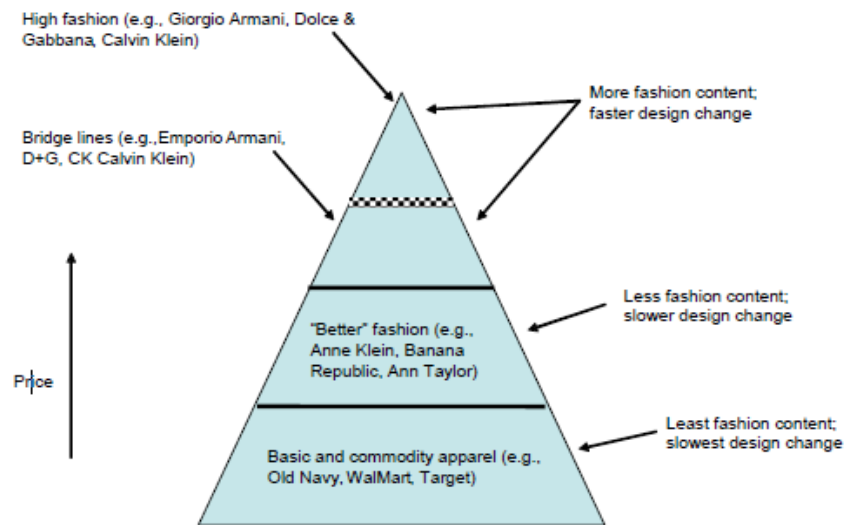 High fashion (e.g., Giorgio Armani, Dolce &
Gabbana, Calvin Klein)
More fashion content;
faster design change
Bridge lines (e.g.,Emporio Armani,
D+G, CK Calvin Klein)
Less fashion content;
slower design change
"Better" fashion (e.g.,
Anne Klein, Banana
Republic, Ann Taylor)
Price
Least fashion content;
slowest design change
Basic and commodity apparel (e.g.,
Old Navy, WalMart, Target)